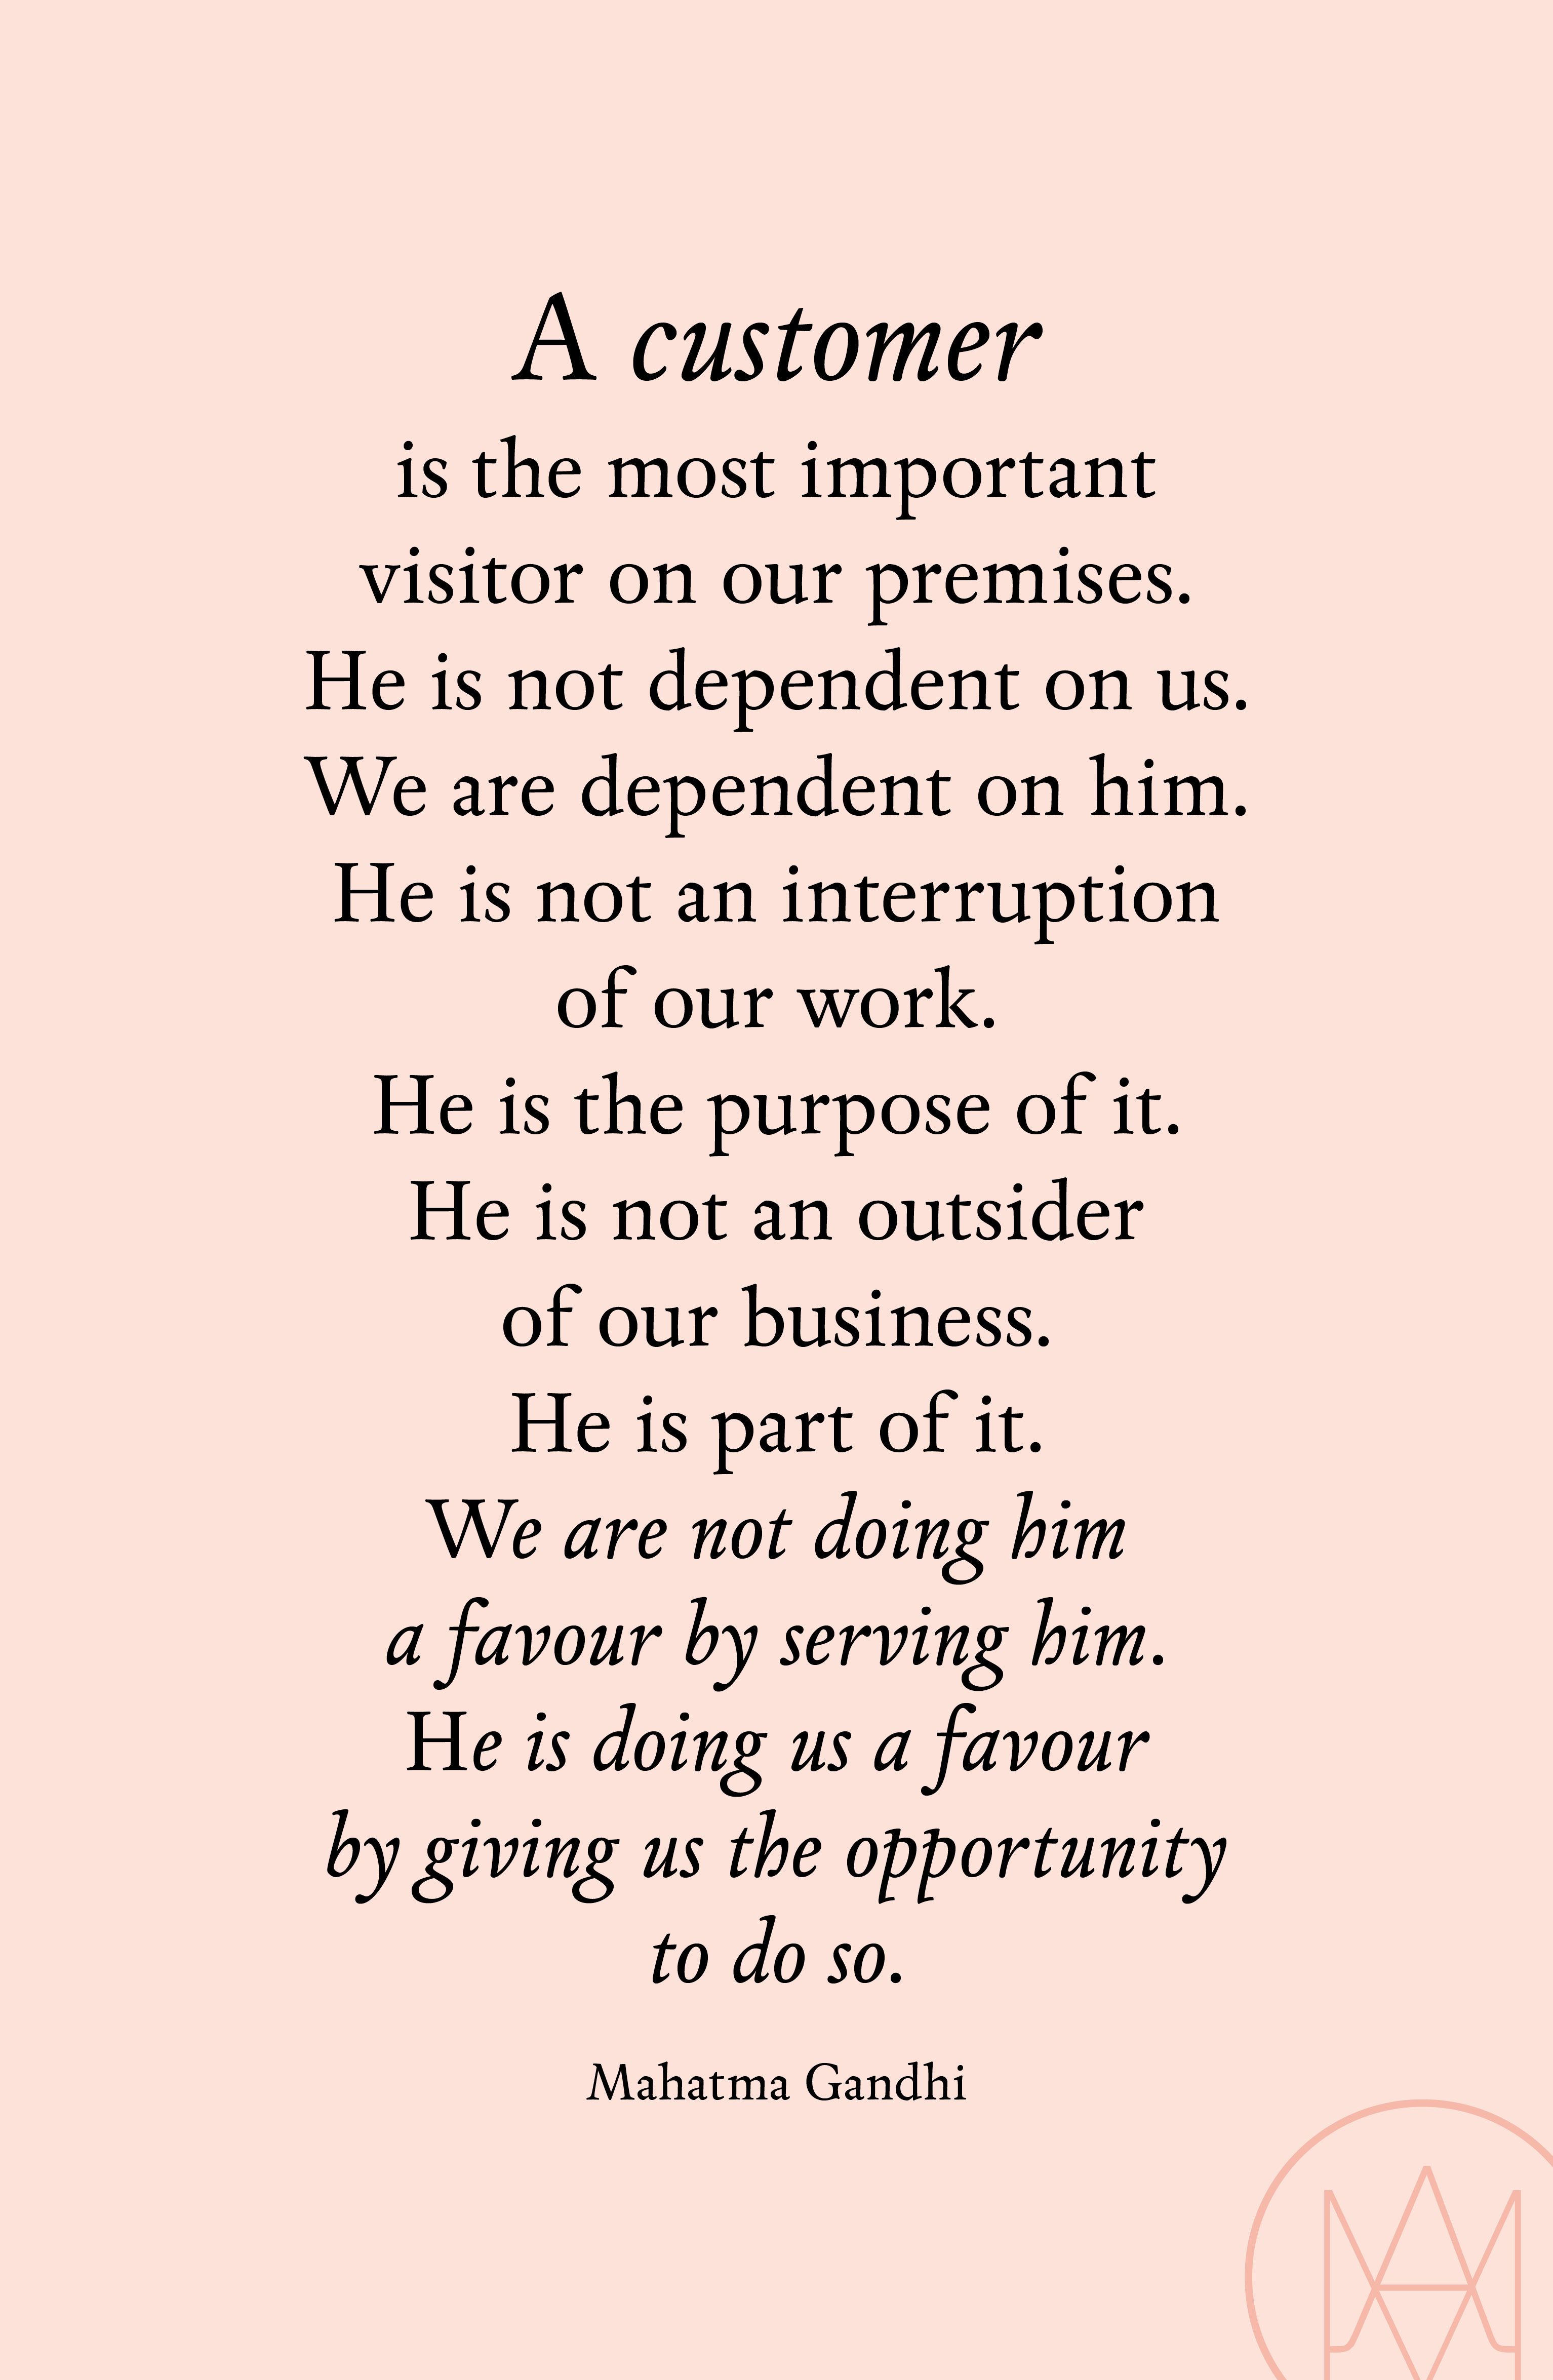 A customer
is the most important
visitor on our premises.
He is not dependent on us.
We are dependent on him.
He is not an interruption
of our work.
He is the purpose of it.
He is not an outsider
of our business.
He is part of it.
We are not doing him
a favour by serving him.
He is doing us a favour
by giving us the opportunity
to do so.
Mahatma Gandhi